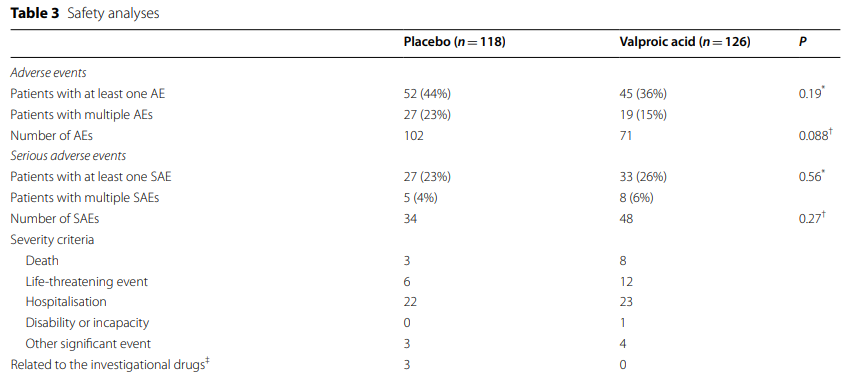 Table 3 Safety analyses
Placebo (n = 118) Valproic acid (n = 126) P
Adverse events
Patients with at least one AE 52 (44%) 45 (36%) 0.19*
Patients with multiple AEs 27 (23%) 19 (15%)
Number of AEs 102 71 0.088†
Serious adverse events
Patients with at least one SAE 27 (23%) 33 (26%) 0.56*
Patients with multiple SAEs 5 (4%) 8 (6%)
Number of SAEs 34 48 0.27†
Severity criteria
Death 3 8
Life-threatening event 6 12
Hospitalisation 22 23
Disability or incapacity 0 1
Other significant event 3 4
Related to the investigational drugs‡ 3 0